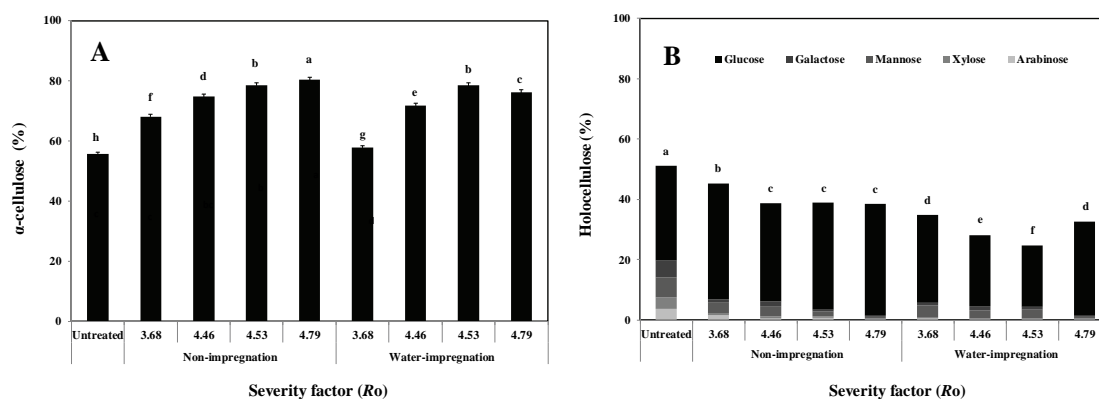 A
α-cellulose (%)
100
80
60
40
20
0
h
f
d
b
a
g
e
b
c
Untreated 3.68 4.46 4.53 4.79 3.68 4.46 4.53 4.79
Non-impregnation Water-impregnation
Severity factor (Ro)
B
Glucose Galactose Mannose Xylose Arabinose
Holocellulose (%)
100
80
60
40
20
0
a
b
c
c
c
d
e
f
d
Untreated 3.68 4.46 4.53 4.79 3.68 4.46 4.53 4.79
Non-impregnation Water-impregnation
Severity factor (Ro)